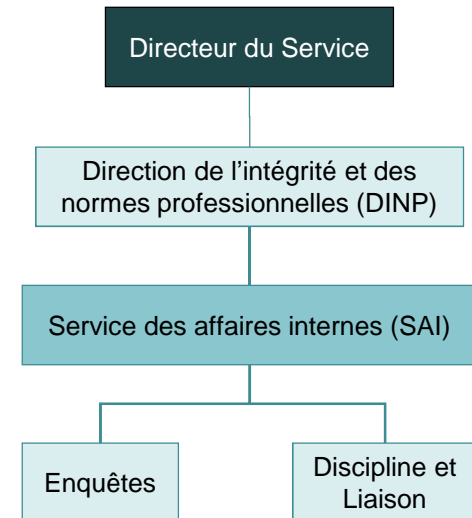 Directeur du Service
Direction de l’intégrité et des
normes professionnelles (DINP)
Service des affaires internes (SAI)
Enquêtes
Discipline et
Liaison